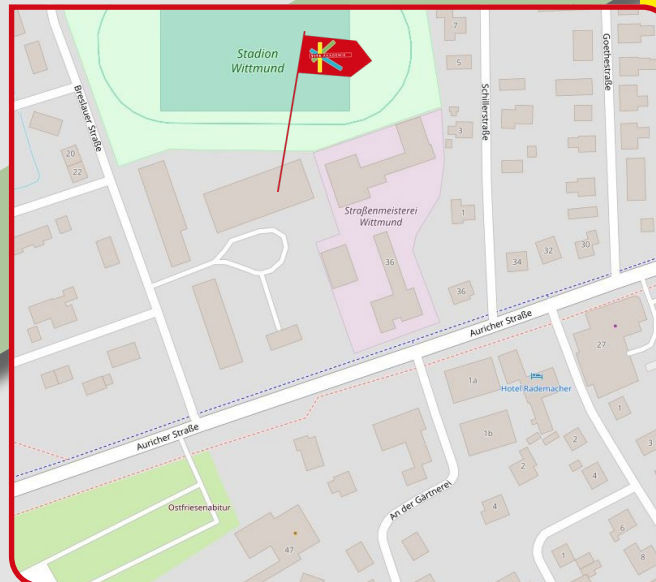 Stadion
Wittmund
7
5
3
1
Schillerstraße
Goethestraße
Breslauer Straße
20
22
Straßenmeisterei
Wittmund
36
36
34
32
30
Auricher Straße
27
1a
Hotel Rademacher
1b
Auricher Straße
1
2
2
3
4
An der Gärtnerei
4
Ostfriesenabitur
47
6
1
8